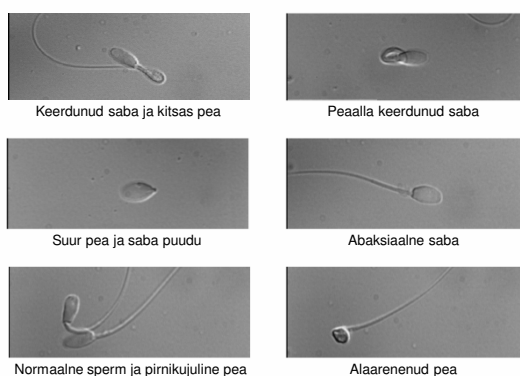 Keerdunud saba ja kitsas pea
Peaalla keerdunud saba
Suur pea ja saba puudu
Abaksiaalne saba
Normaalne sperm ja pirnikujuline pea
Alaarenenud pea